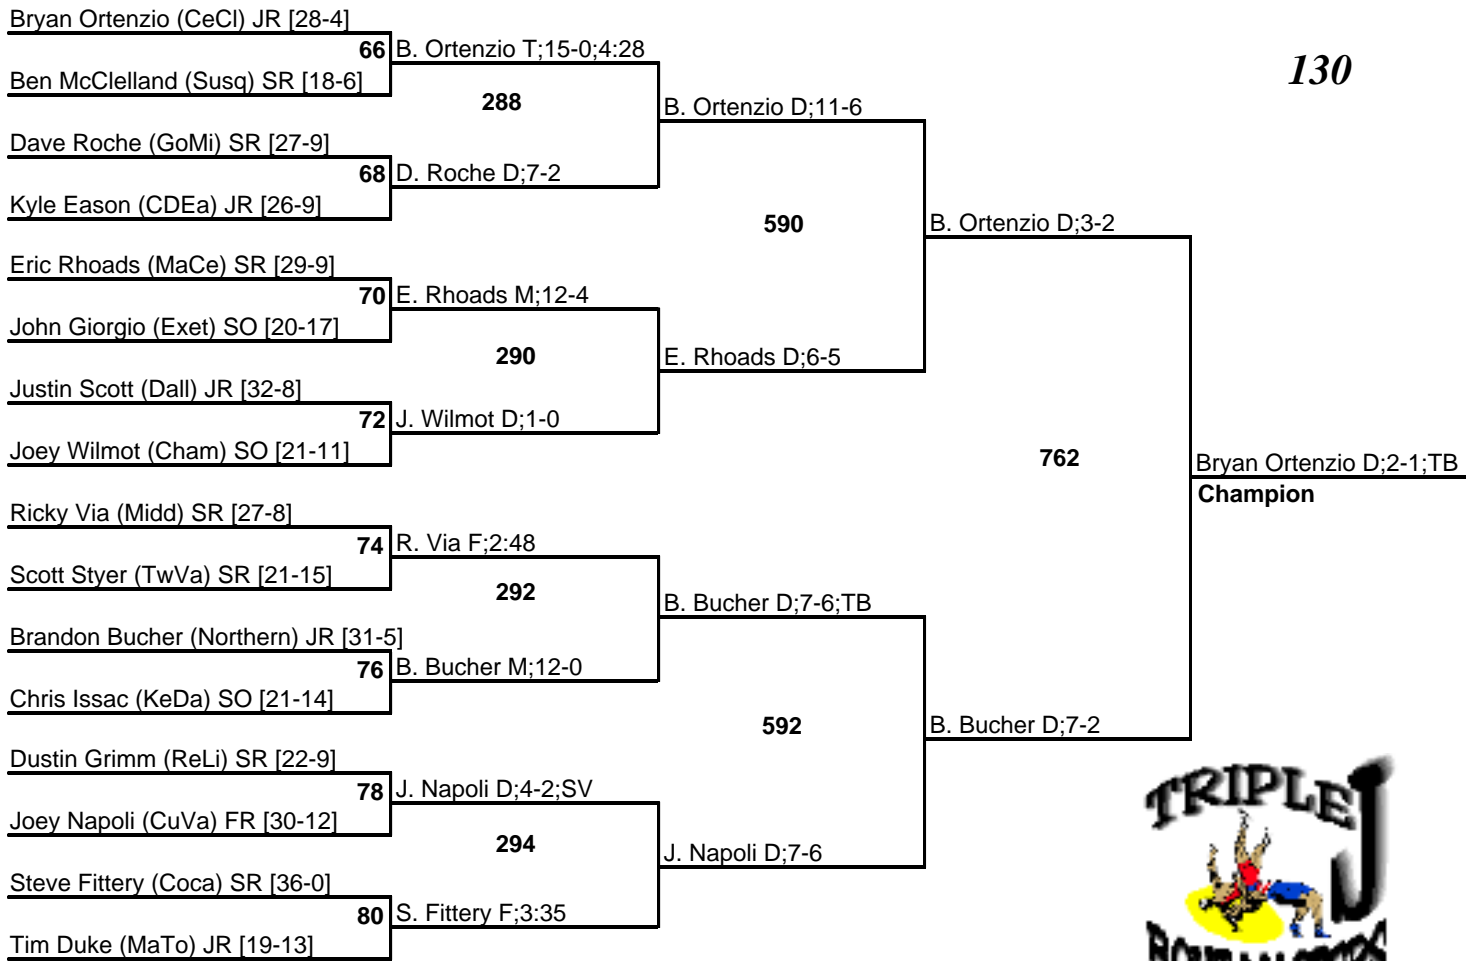 Bryan Ortenzio (CeCl) JR [28-4]
66 B. Ortenzio T;15-0;4:28
130
Ben McClelland (Susq) SR [18-6]
288
B. Ortenzio D;11-6
Dave Roche (GoMi) SR [27-9]
68 D. Roche D;7-2
Kyle Eason (CDEa) JR [26-9]
590
B. Ortenzio D;3-2
Eric Rhoads (MaCe) SR [29-9]
70 E. Rhoads M;12-4
John Giorgio (Exet) SO [20-17]
290
E. Rhoads D;6-5
Justin Scott (Dall) JR [32-8]
72 J. Wilmot D;1-0
Joey Wilmot (Cham) SO [21-11]
762
Bryan Ortenzio D;2-1;TB
Champion
Ricky Via (Midd) SR [27-8]
74 R. Via F;2:48
Scott Styer (TwVa) SR [21-15]
292
B. Bucher D;7-6;TB
Brandon Bucher (Northern) JR [31-5]
76 B. Bucher M;12-0
Chris Issac (KeDa) SO [21-14]
592
B. Bucher D;7-2
Dustin Grimm (ReLi) SR [22-9]
78 J. Napoli D;4-2;SV
Joey Napoli (CuVa) FR [30-12]
294
J. Napoli D;7-6
Steve Fittery (Coca) SR [36-0]
80 S. Fittery F;3:35
Tim Duke (MaTo) JR [19-13]
TRIPLE J